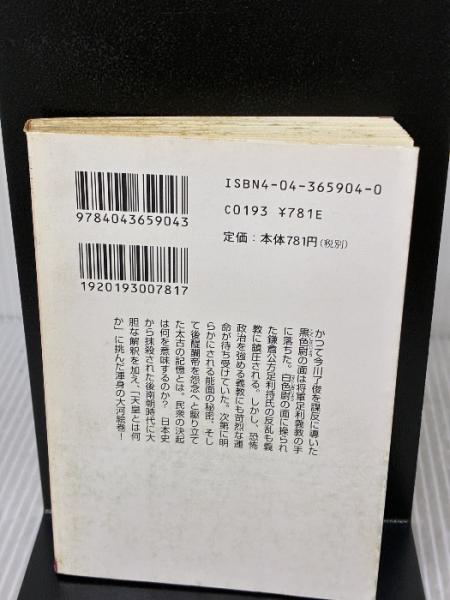 9784043659043
1920193007817
ISBN4-04-365904-0
C0193 ¥781E
定価：本体781円（税別）
かつて今川了俊を謀反に導いた
黒色尉の面は将軍足利義教の手
に落ちた。白色尉の面に操られ
た鎌倉公方足利持氏の反乱も義
教に鎮圧される。しかし、恐怖
政治を強める義教にも苛烈な運
命が待ち受けていた。次第に明
らかにされる能面の秘密、そし
て後醍醐帝を怨念へと駆り立て
た太古の記憶とは。民衆の決起
は何を意味するのか？ 日本史
から抹殺された後南朝時代に大
胆な解釈を加え、「天皇とは何
か」に挑んだ渾身の大河絵巻！